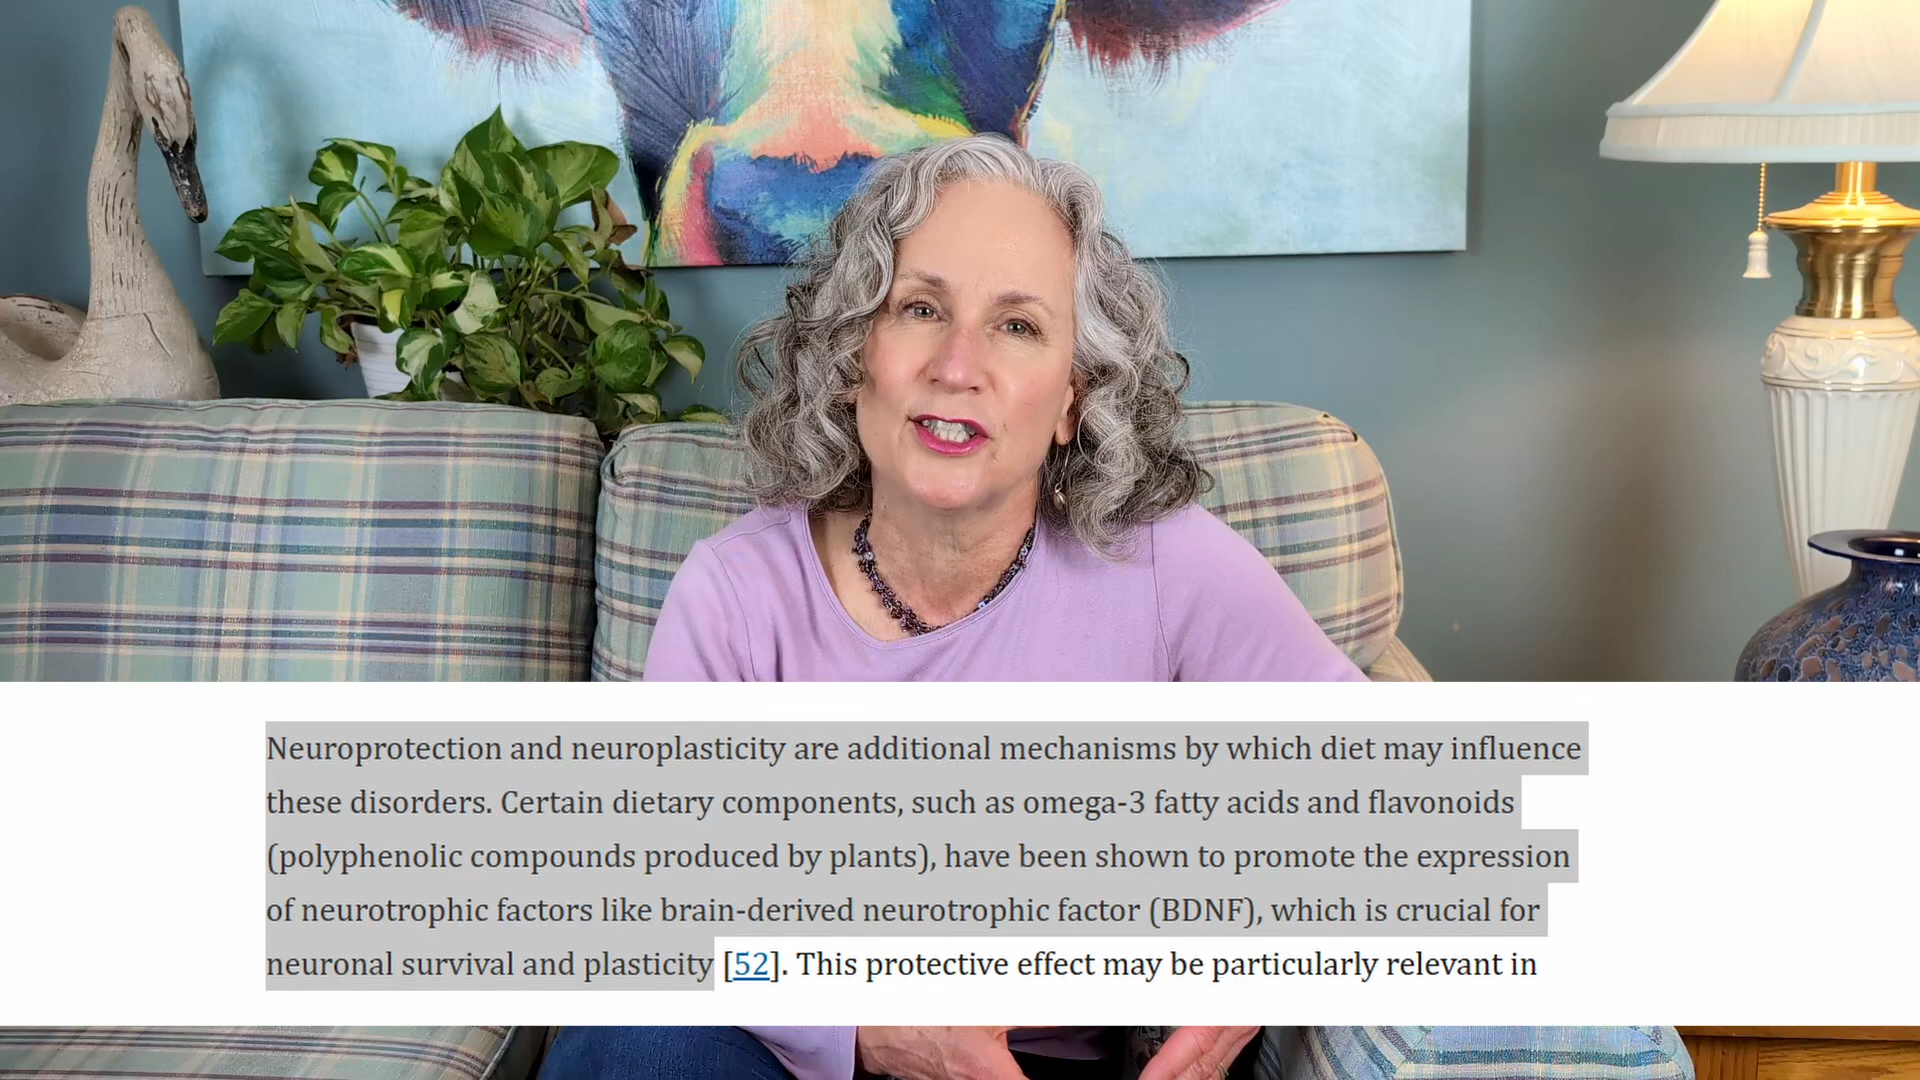 Neuroprotection and neuroplasticity are additional mechanisms by which diet may influence
these disorders. Certain dietary components, such as omega-3 fatty acids and flavonoids
(polyphenolic compounds produced by plants), have been shown to promote the expression
of neurotrophic factors like brain-derived neurotrophic factor (BDNF), which is crucial for
neuronal survival and plasticity [52]. This protective effect may be particularly relevant in